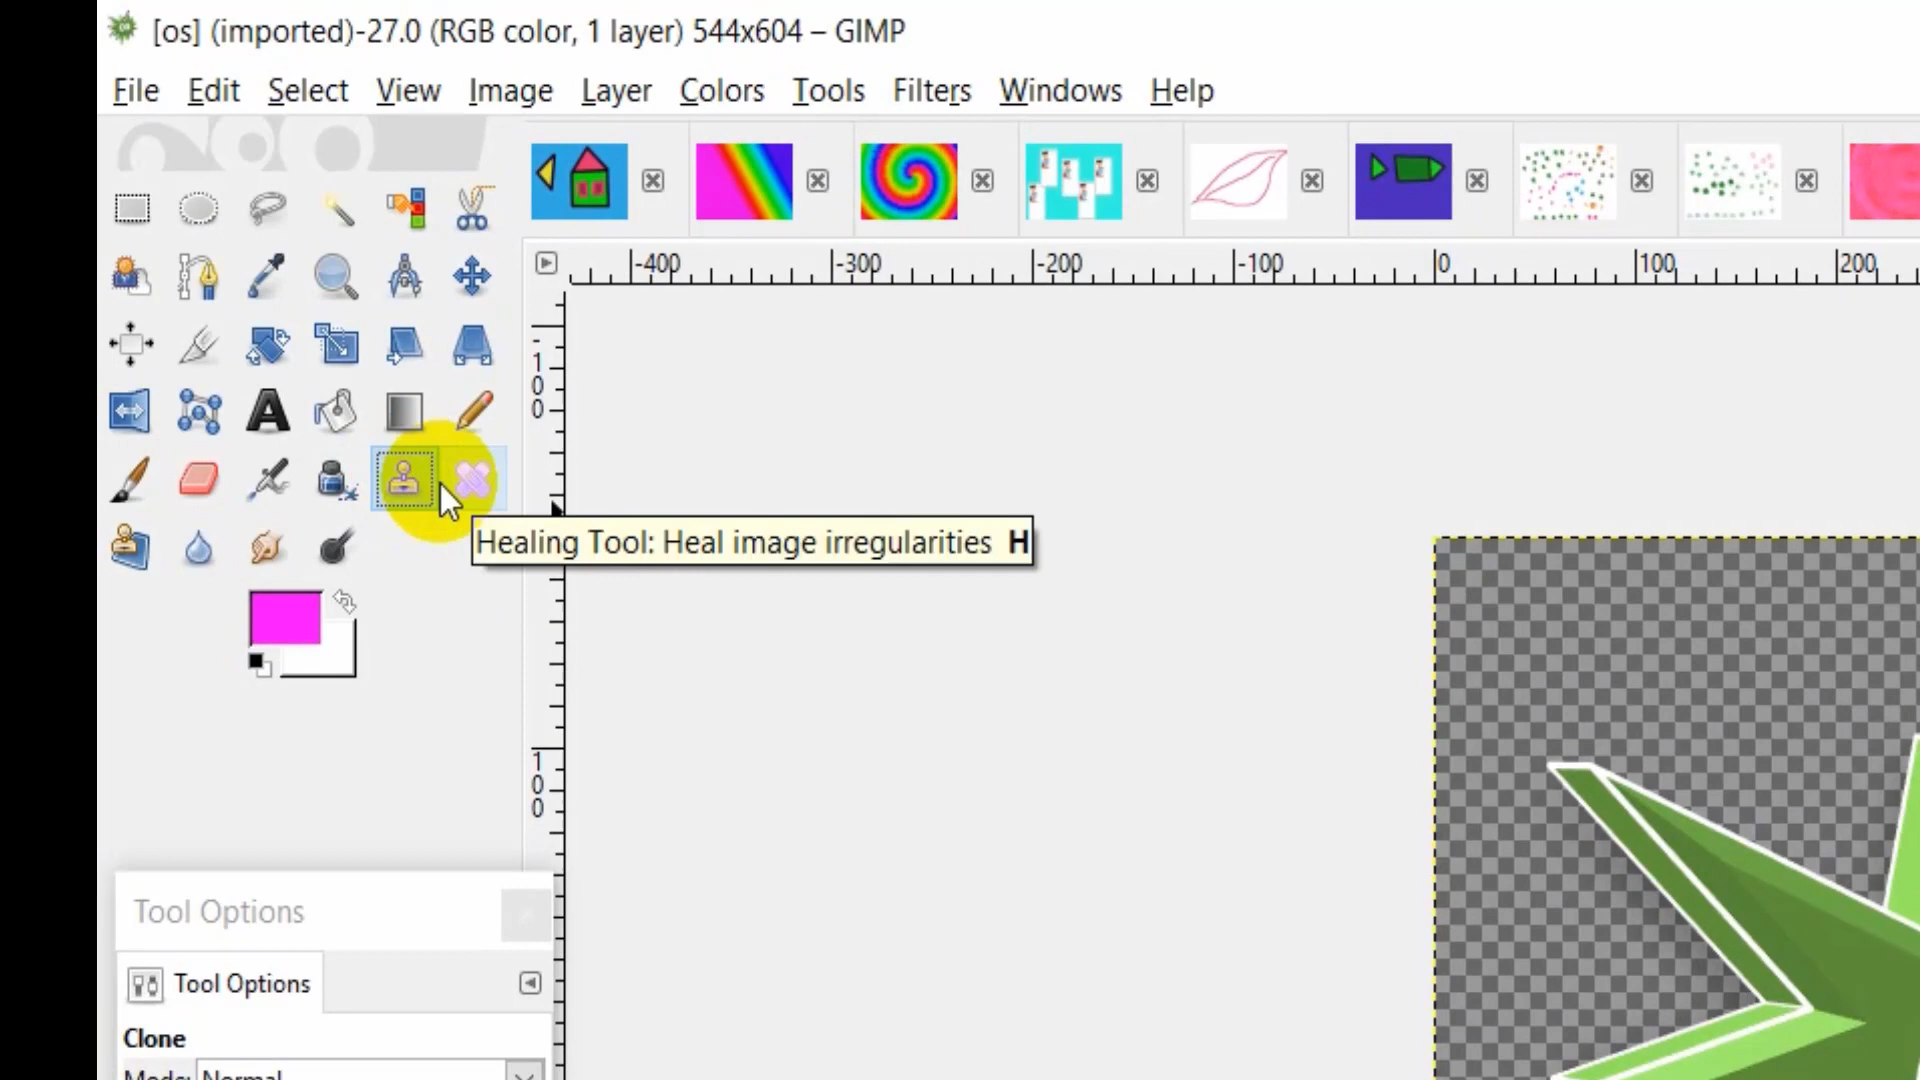 [os] (imported)-27.0 (RGB color, 1 layer) 544x604 – GIMP
File Edit Select View Image Layer Colors Tools Filters Windows Help
-400 -300 -200 -100 0 100 200
-100
Healing Tool: Heal image irregularities H
100
Tool Options
Tool Options
Clone
Mode: Normal